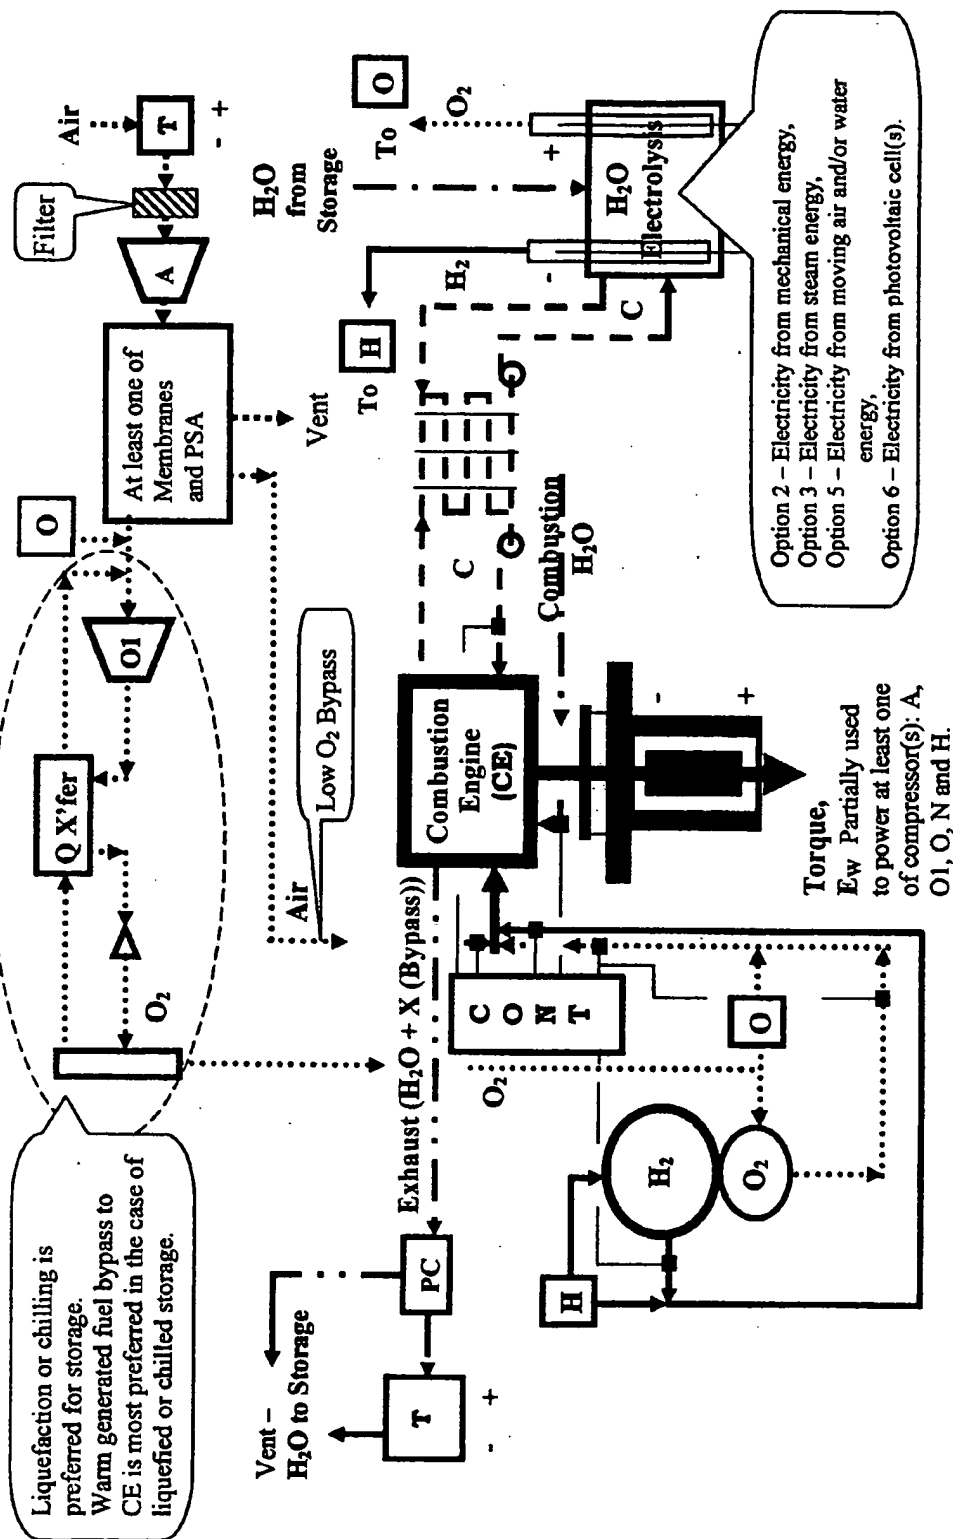 Liquefaction or chilling is
preferred for storage.
Warm generated fuel bypass to
CE is most preferred in the case of
liquefied or chilled storage.
O₂
Q X'fer
O1
O
At least one of
Membranes
and PSA
A
Filter
Air
T
- +
Vent
Low O₂ Bypass
Air
Vent –
H₂O to Storage
T
- +
PC
Exhaust (H₂O + X (Bypass))
Combustion
Engine
(CE)
C
C
To
H
H₂
H₂O
from
Storage
To
O
O₂
- +
H₂O
Electrolysis
Combustion
H₂O
C
O
N
T
O₂
H
H₂
O₂
O
- +
Torque,
Ew Partially used
to power at least one
of compressor(s): A,
O1, O, N and H.
Option 2 – Electricity from mechanical energy,
Option 3 – Electricity from steam energy,
Option 5 – Electricity from moving air and/or water
energy,
Option 6 – Electricity from photovoltaic cell(s).